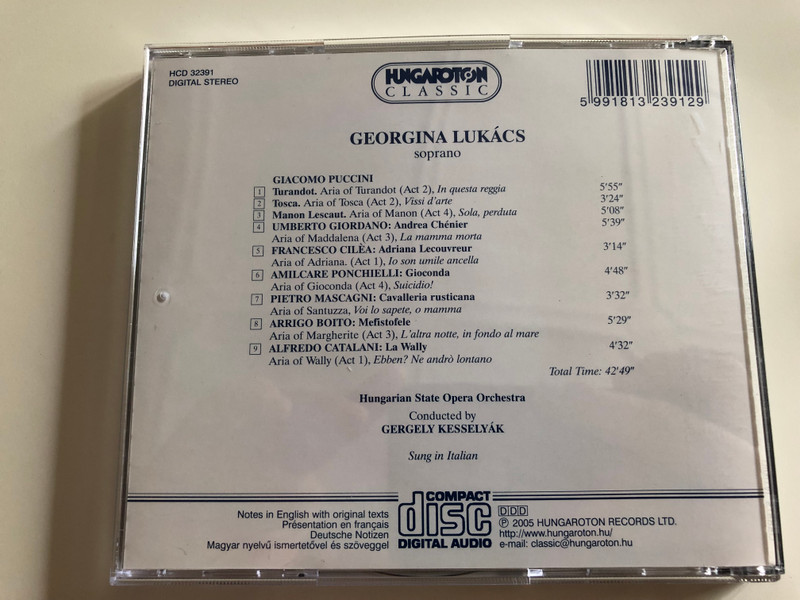 HCD 32391
DIGITAL STEREO
HUNGAROTON
CLASSIC
5 991813 239129
GEORGINA LUKÁCS
soprano
GIACOMO PUCCINI
1 Turandot. Aria of Turandot (Act 2), In questa reggia 5'55"
2 Tosca. Aria of Tosca (Act 2), Vissi d'arte 3'24"
3 Manon Lescaut. Aria of Manon (Act 4), Sola, perduta 5'08"
4 UMBERTO GIORDANO: Andrea Chénier 5'39"
Aria of Maddalena (Act 3), La mamma morta
5 FRANCESCO CILÈA: Adriana Lecouvreur 3'14"
Aria of Adriana. (Act 1), Io son umile ancella
6 AMILCARE PONCHIELLI: Gioconda 4'48"
Aria of Gioconda (Act 4), Suicidio!
7 PIETRO MASCAGNI: Cavalleria rusticana 3'32"
Aria of Santuzza, Voi lo sapete, o mamma
8 ARRIGO BOITO: Mefistofele 5'29"
Aria of Margherite (Act 3), L'altra notte, in fondo al mare
9 ALFREDO CATALANI: La Wally 4'32"
Aria of Wally (Act 1), Ebben? Ne andrò lontano
Total Time: 42'49"
Hungarian State Opera Orchestra
Conducted by
GERGELY KESSELYÁK
Sung in Italian
Notes in English with original texts
Présentation en français
Deutsche Notizen
Magyar nyelvű ismertetővel és szöveggel
COMPACT
disc
DIGITAL AUDIO
DDD
℗ 2005 HUNGAROTON RECORDS LTD.
http://www.hungaroton.hu/
e-mail: classic@hungaroton.hu